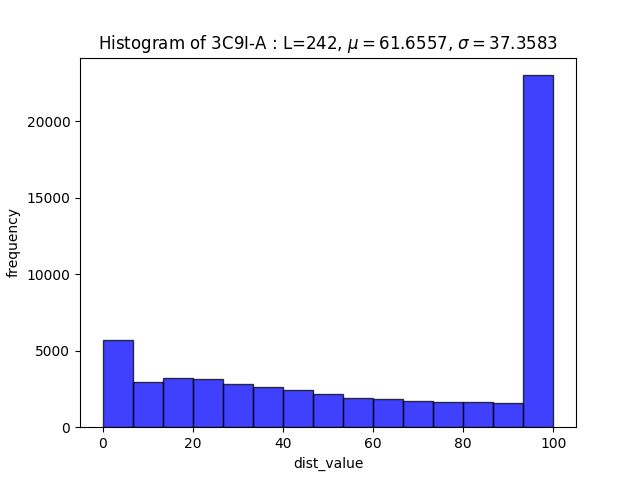 Histogram of 3C9I-A : L=242, μ = 61.6557, σ = 37.3583
frequency
20000
15000
10000
5000
0
0 20 40 60 80 100
dist_value